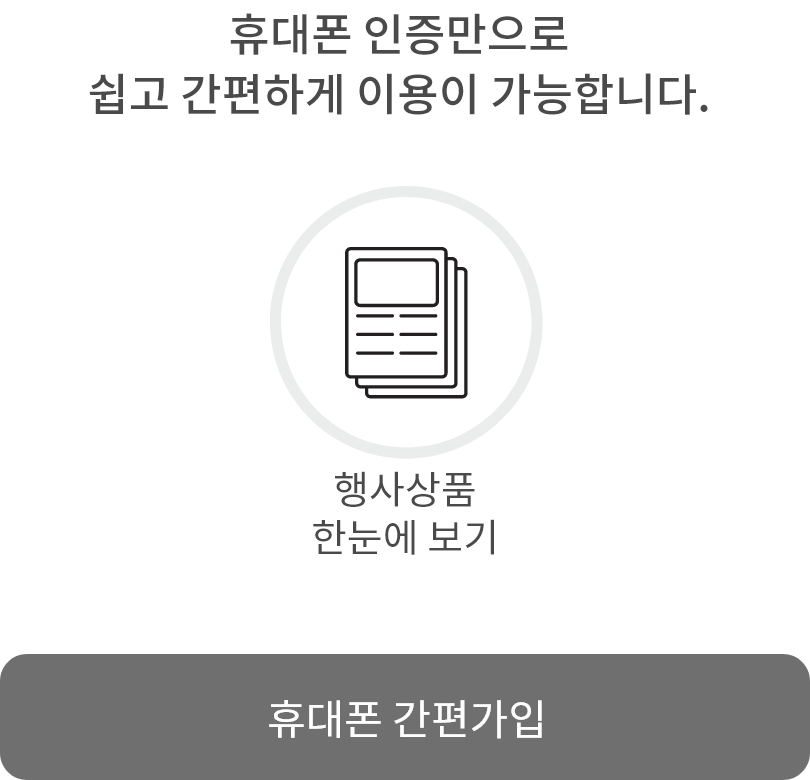 휴대폰 인증만으로
쉽고 간편하게 이용이 가능합니다.
행사상품
한눈에 보기
휴대폰 간편가입